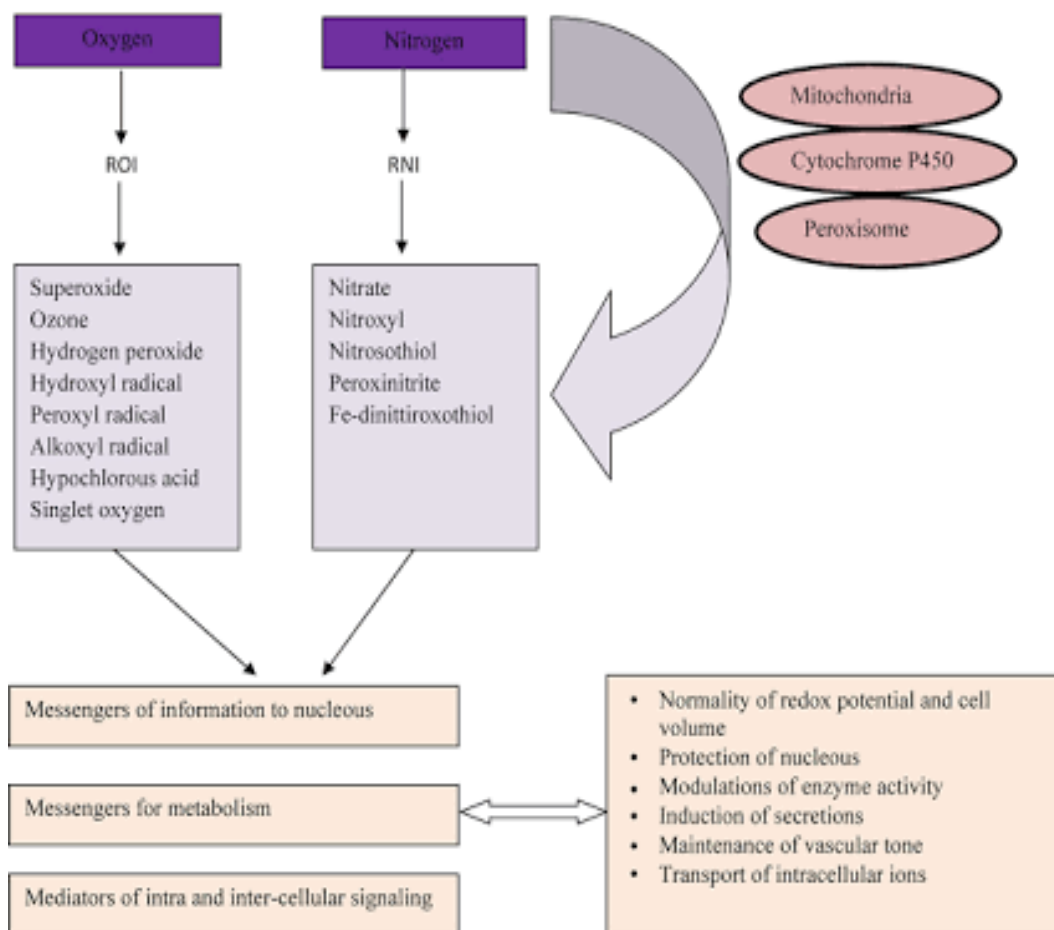 Oxygen
Nitrogen
ROI
RNI
Mitochondria
Cytochrome P450
Peroxisome
Superoxide
Ozone
Hydrogen peroxide
Hydroxyl radical
Peroxyl radical
Alkoxyl radical
Hypochlorous acid
Singlet oxygen
Nitrate
Nitroxyl
Nitrosothiol
Peroxinitrite
Fe-dinittiroxothiol
Messengers of information to nucleous
Messengers for metabolism
Mediators of intra and inter-cellular signaling
• Normality of redox potential and cell
volume
• Protection of nucleous
• Modulations of enzyme activity
• Induction of secretions
• Maintenance of vascular tone
• Transport of intracellular ions